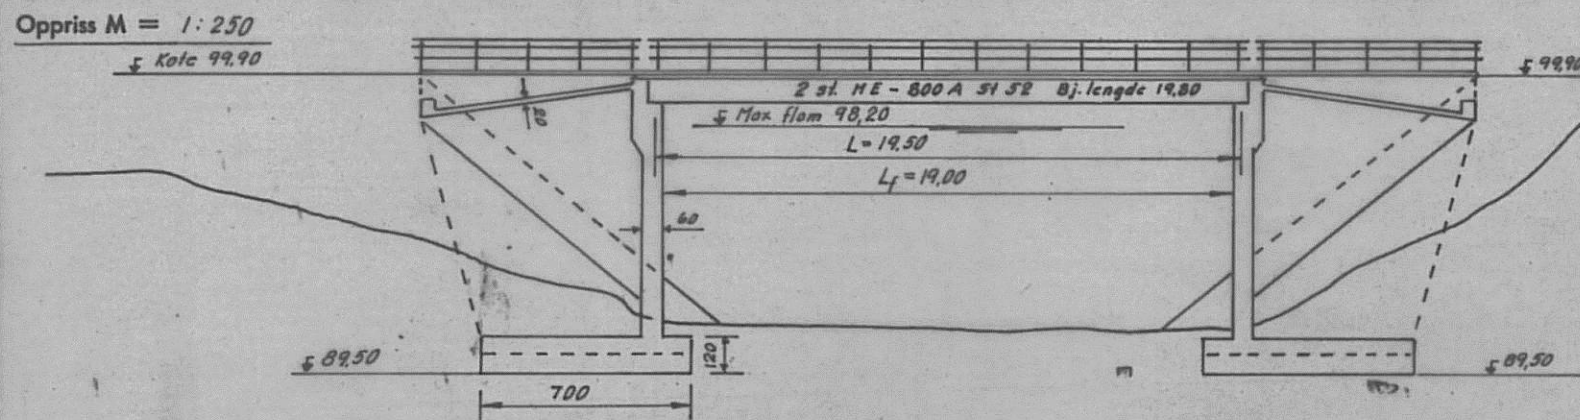 Oppriss M = 1:250
Kote 99,90
99,90
2 st. HE - 800 A St 52 Bj. lengde 19,80
20
Max flom 98,20
L = 19,50
Lf = 19,00
60
89,50
120
89,50
700